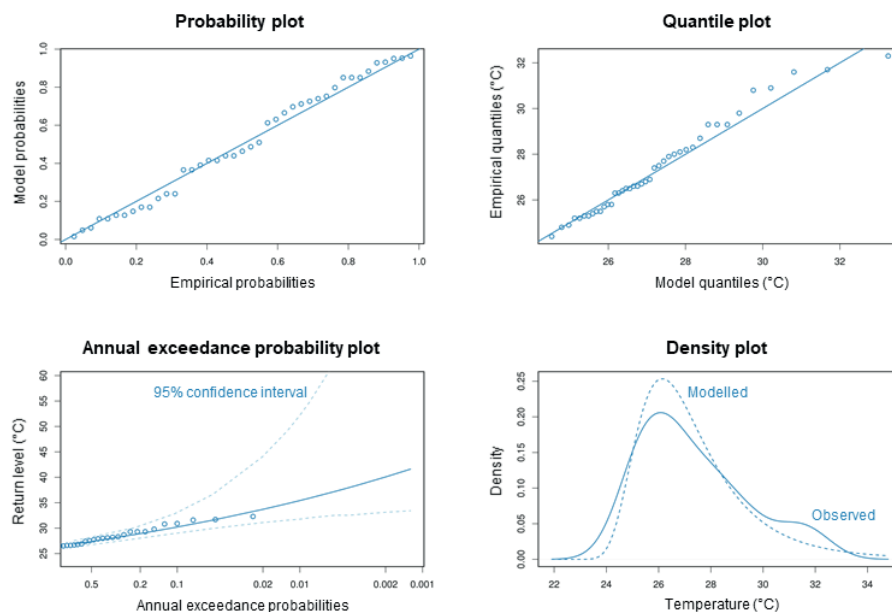 Probability plot
Model probabilities
1.0
0.8
0.6
0.4
0.2
0.0
0.0 0.2 0.4 0.6 0.8 1.0
Empirical probabilities
Quantile plot
Empirical quantiles (°C)
32
30
28
26
26 28 30 32
Model quantiles (°C)
Annual exceedance probability plot
Return level (°C)
60
55
50
45
40
35
30
25
95% confidence interval
0.5 0.2 0.1 0.02 0.01 0.002 0.001
Annual exceedance probabilities
Density plot
Density
0.25
0.20
0.15
0.10
0.05
0.00
Modelled
Observed
22 24 26 28 30 32 34
Temperature (°C)